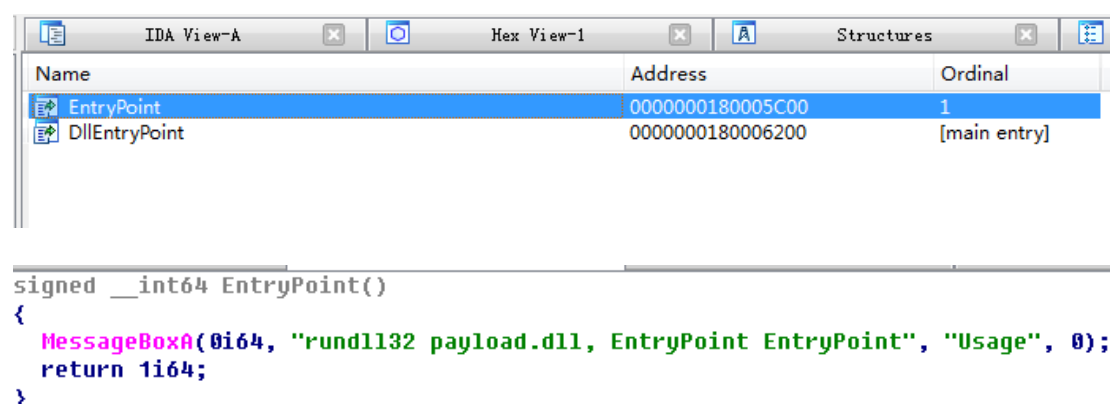 IDA View-A Hex View-1 Structures
Name Address Ordinal
EntryPoint 0000000180005C00 1
DllEntryPoint 0000000180006200 [main entry]
signed __int64 EntryPoint()
{
MessageBoxA(0i64, "rundll32 payload.dll, EntryPoint EntryPoint", "Usage", 0);
return 1i64;
}